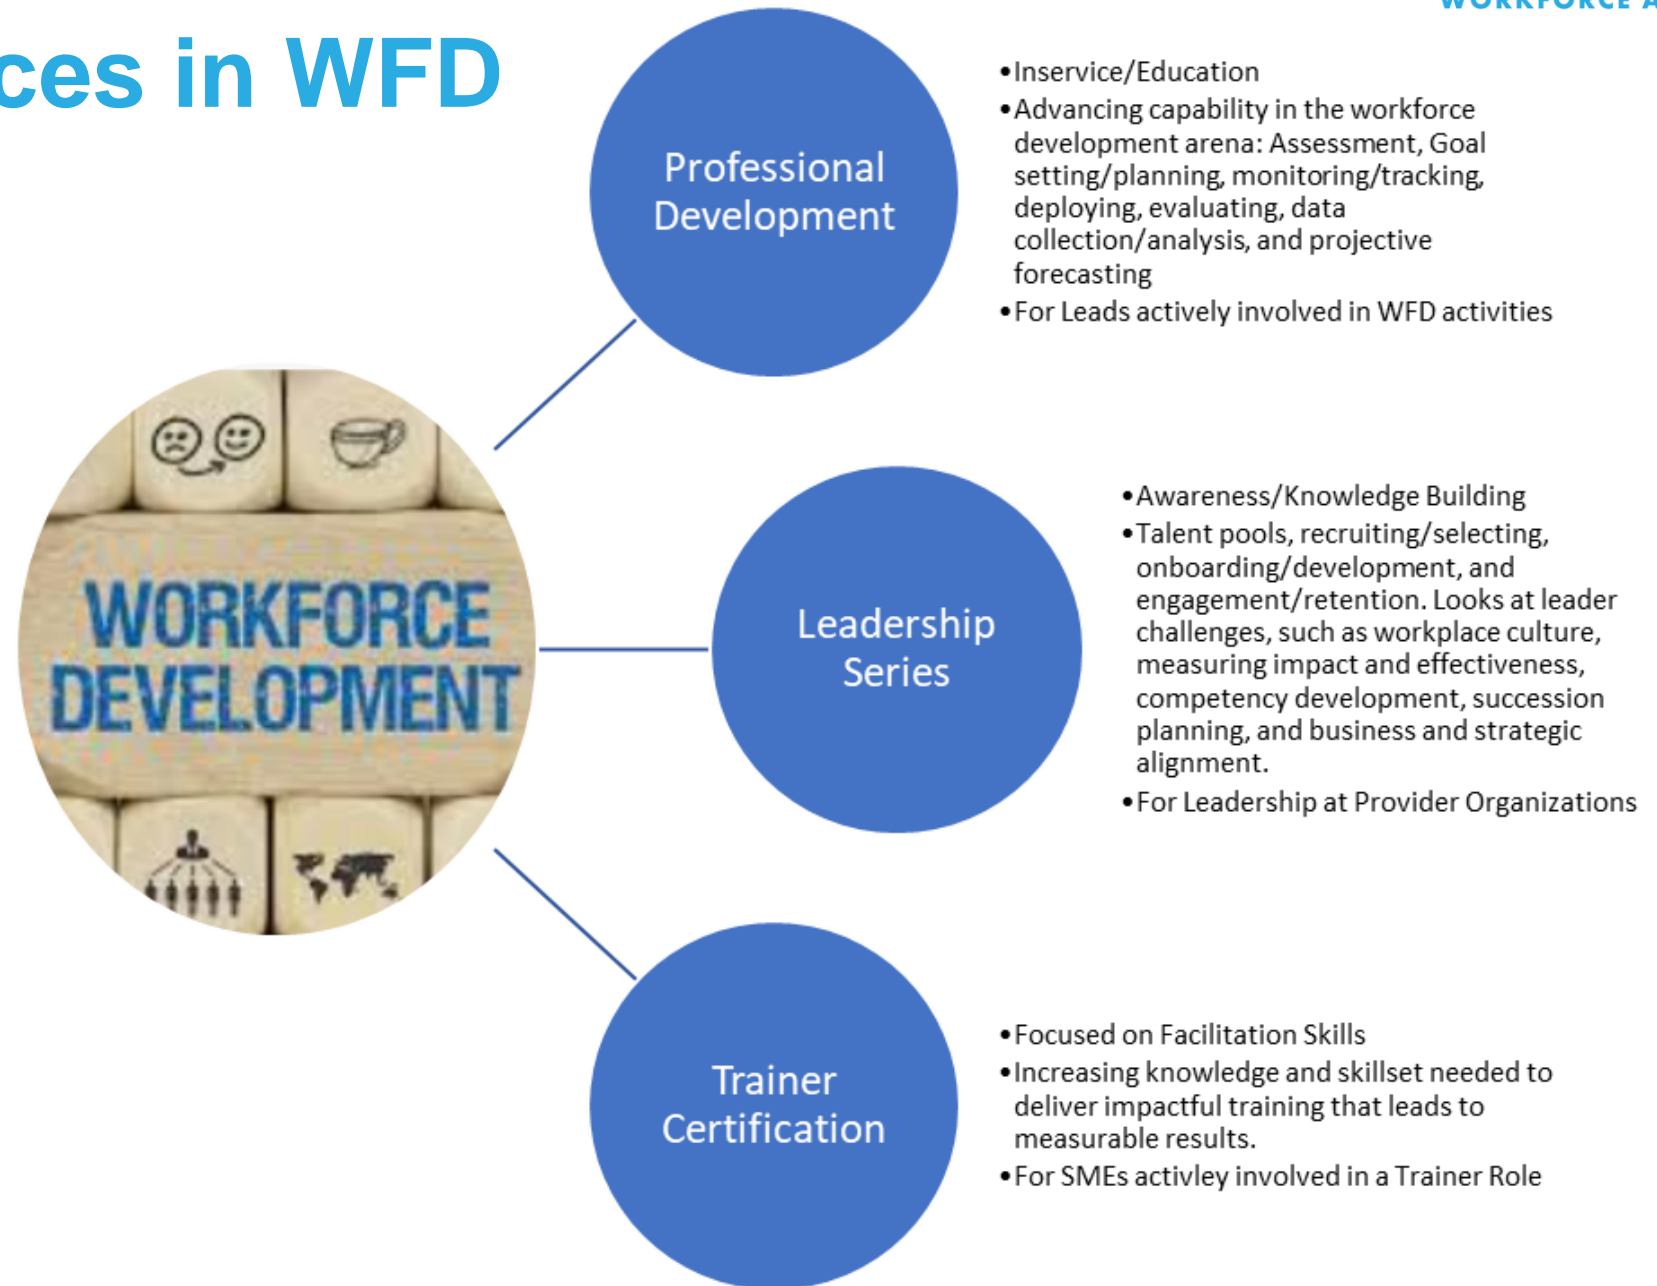 WORKFORCE A
ces in WFD
Professional
Development
•Inservice/Education
•Advancing capability in the workforce
development arena: Assessment, Goal
setting/planning, monitoring/tracking,
deploying, evaluating, data
collection/analysis, and projective
forecasting
•For Leads actively involved in WFD activities
WORKFORCE
DEVELOPMENT
Leadership
Series
•Awareness/Knowledge Building
•Talent pools, recruiting/selecting,
onboarding/development, and
engagement/retention. Looks at leader
challenges, such as workplace culture,
measuring impact and effectiveness,
competency development, succession
planning, and business and strategic
alignment.
•For Leadership at Provider Organizations
Trainer
Certification
•Focused on Facilitation Skills
•Increasing knowledge and skillset needed to
deliver impactful training that leads to
measurable results.
•For SMEs activley involved in a Trainer Role